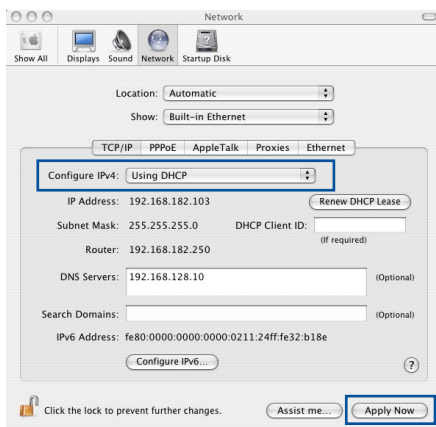 Network
Show All Displays Sound Network Startup Disk
Location: Automatic
Show: Built-in Ethernet
TCP/IP PPPoE AppleTalk Proxies Ethernet
Configure IPv4: Using DHCP
IP Address: 192.168.182.103 Renew DHCP Lease
Subnet Mask: 255.255.255.0 DHCP Client ID:
(If required)
Router: 192.168.182.250
DNS Servers: 192.168.128.10 (Optional)
Search Domains: (Optional)
IPv6 Address: fe80:0000:0000:0000:0211:24ff:fe32:b18e
Configure IPv6... ?
Click the lock to prevent further changes. Assist me... Apply Now